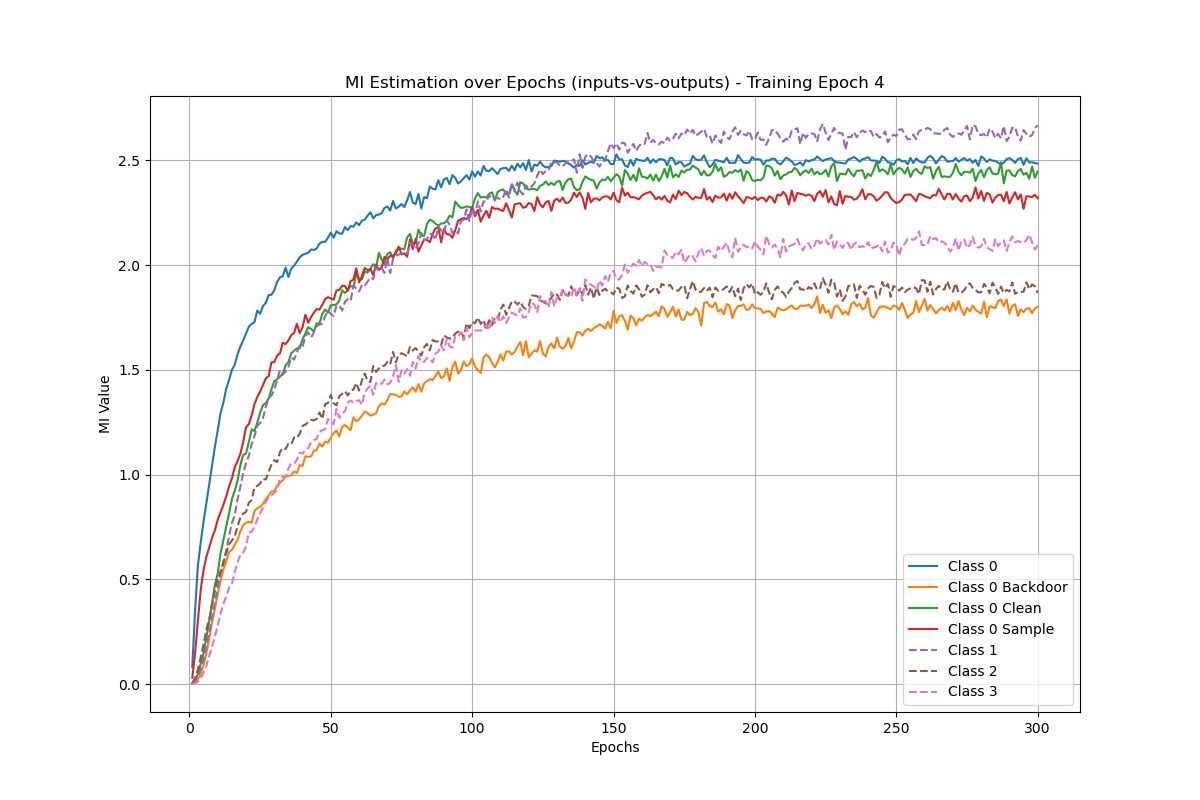 MI Estimation over Epochs (inputs-vs-outputs) - Training Epoch 4
MI Value
2.5
2.0
1.5
1.0
0.5
0.0
0 50 100 150 200 250 300
Epochs
Class 0
Class 0 Backdoor
Class 0 Clean
Class 0 Sample
Class 1
Class 2
Class 3